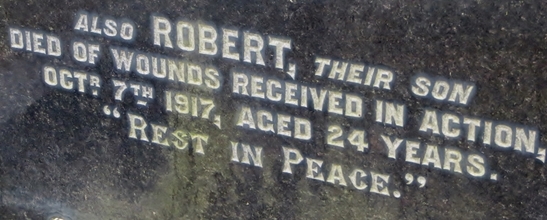 ALSO ROBERT, THEIR SON
DIED OF WOUNDS RECEIVED IN ACTION,
OCTR. 7TH 1917, AGED 24 YEARS.
"REST IN PEACE."